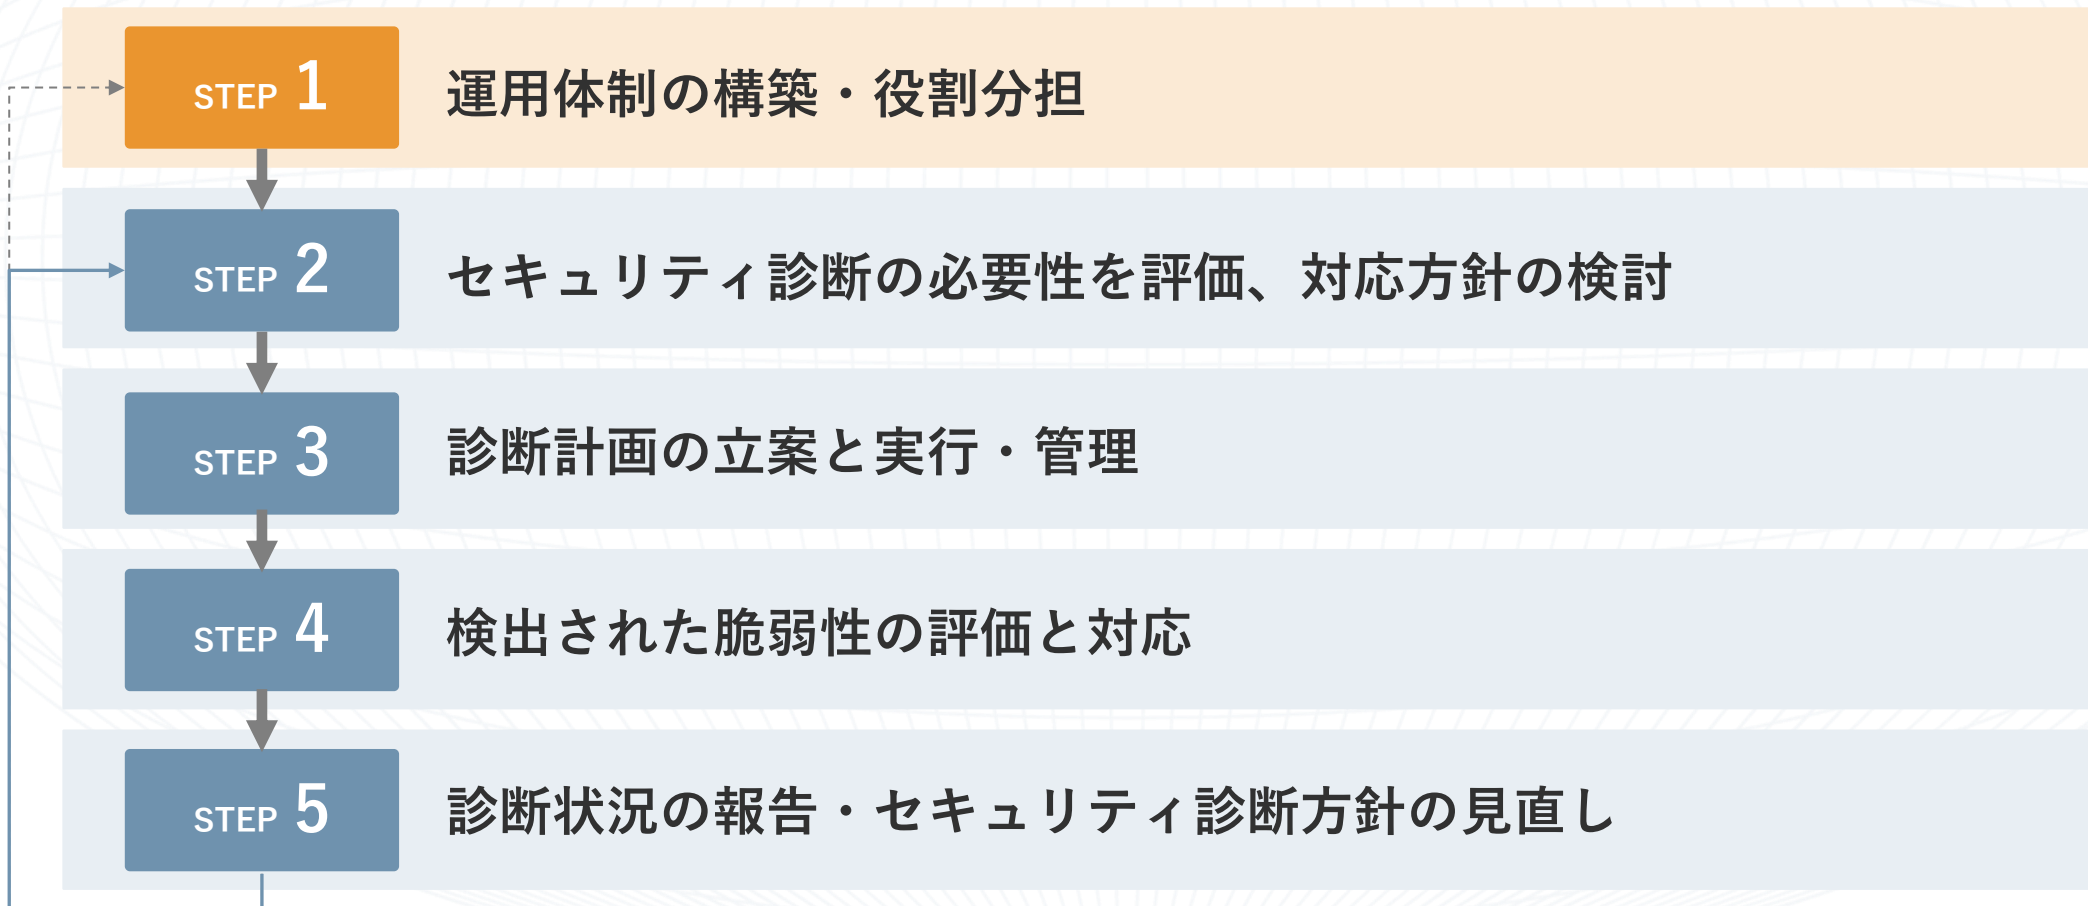 STEP 1 運用体制の構築・役割分担
STEP 2 セキュリティ診断の必要性を評価、対応方針の検討
STEP 3 診断計画の立案と実行・管理
STEP 4 検出された脆弱性の評価と対応
STEP 5 診断状況の報告・セキュリティ診断方針の見直し